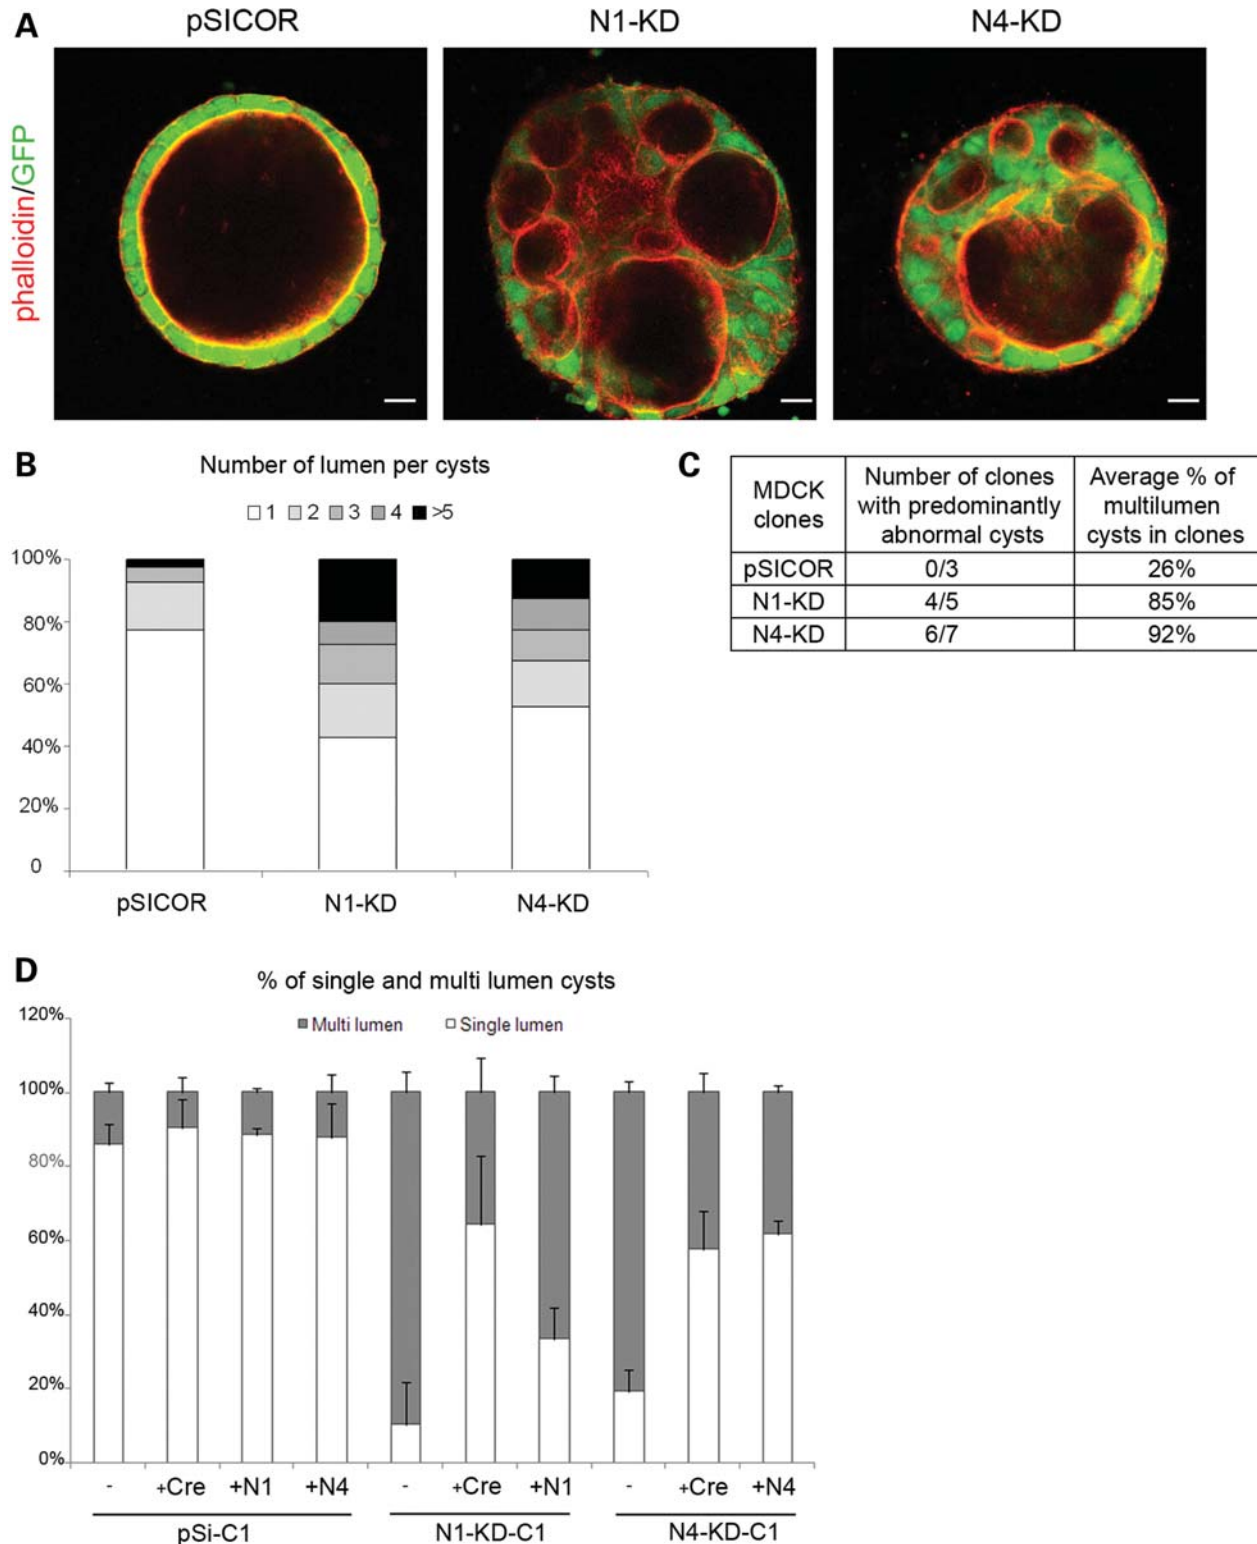 A
pSICOR
N1-KD
N4-KD
phalloidin/GFP
B
Number of lumen per cysts
1 2 3 4 >5
100%
80%
60%
40%
20%
0
pSICOR
N1-KD
N4-KD
C
MDCK clones
Number of clones with predominantly abnormal cysts
Average % of multilumen cysts in clones
pSICOR 0/3 26%
N1-KD 4/5 85%
N4-KD 6/7 92%
D
% of single and multi lumen cysts
Multi lumen Single lumen
120%
100%
80%
60%
40%
20%
0%
- +Cre +N1 +N4 - +Cre +N1 - +Cre +N4
pSi-C1 N1-KD-C1 N4-KD-C1